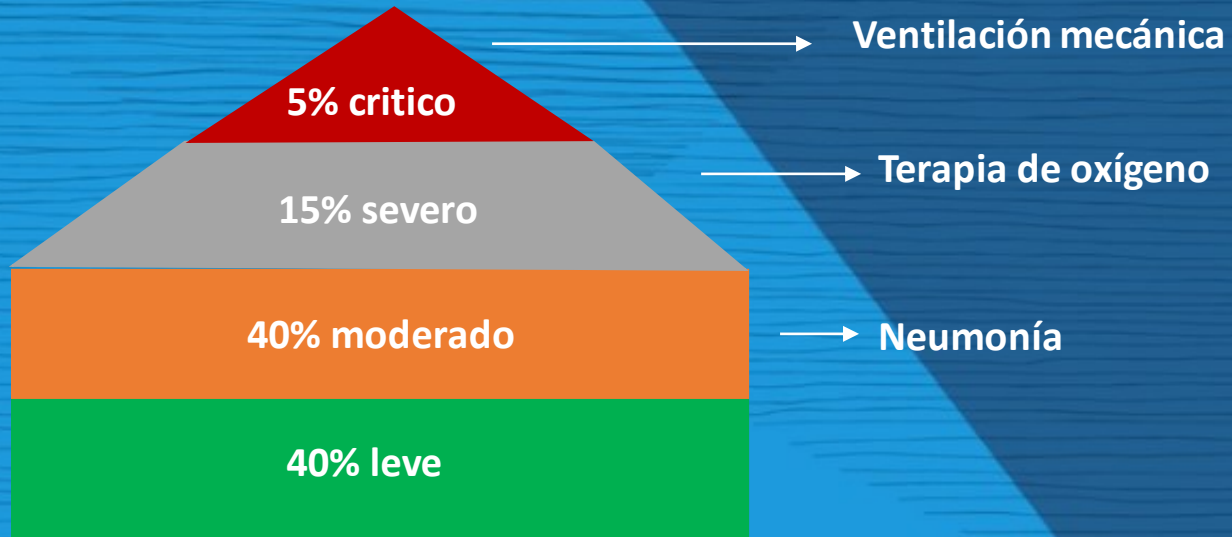 Ventilación mecánica
5% critico
Terapia de oxígeno
15% severo
40% moderado
Neumonía
40% leve